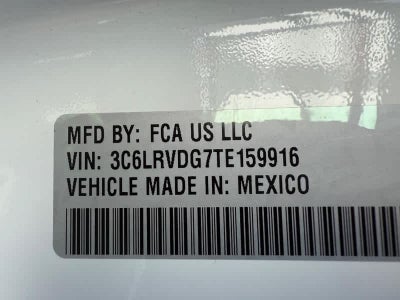 MFD BY: FCA US LLC
VIN: 3C6LRVDG7TE159916
VEHICLE MADE IN: MEXICO